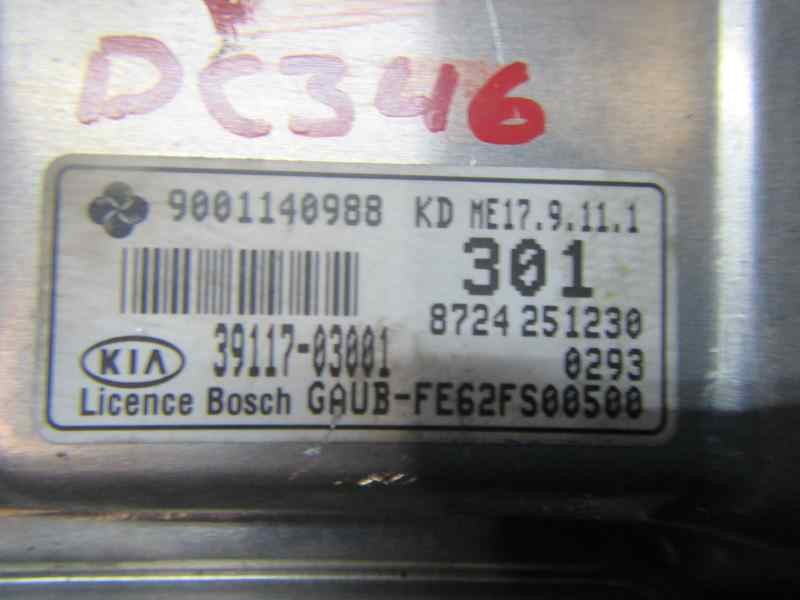 DC346
9001140988 KD ME17.9.11.1
301
8724 251230
39117-03001
0293
KIA
Licence Bosch GAUB-FE62FS00500